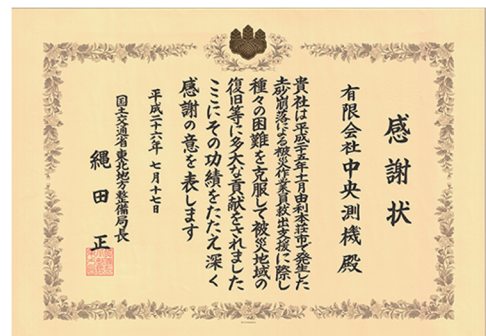 感謝状
有限会社中央測機殿
貴社は平成二十五年十一月由利本荘市で発生した
土砂崩落による被災作業員救出支援に際し
種々の困難を克服して被災地域の
復旧等に多大な貢献をされました
ここにその功績をたたえ深く
感謝の意を表します
平成二十六年七月十七日
国土交通省東北地方整備局長
縄田正